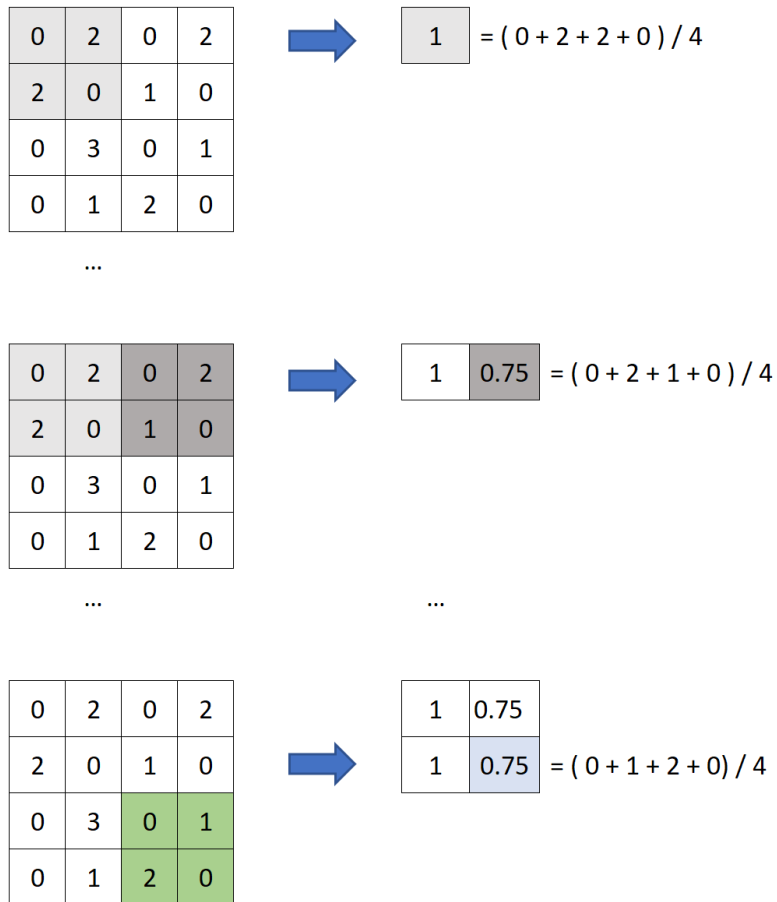 0 2 0 2 1 = ( 0 + 2 + 2 + 0 ) / 4
2 0 1 0
0 3 0 1
0 1 2 0
...
0 2 0 2 1 0.75 = ( 0 + 2 + 1 + 0 ) / 4
2 0 1 0
0 3 0 1
0 1 2 0
... ...
0 2 0 2 1 0.75
2 0 1 0 1 0.75 = ( 0 + 1 + 2 + 0) / 4
0 3 0 1
0 1 2 0